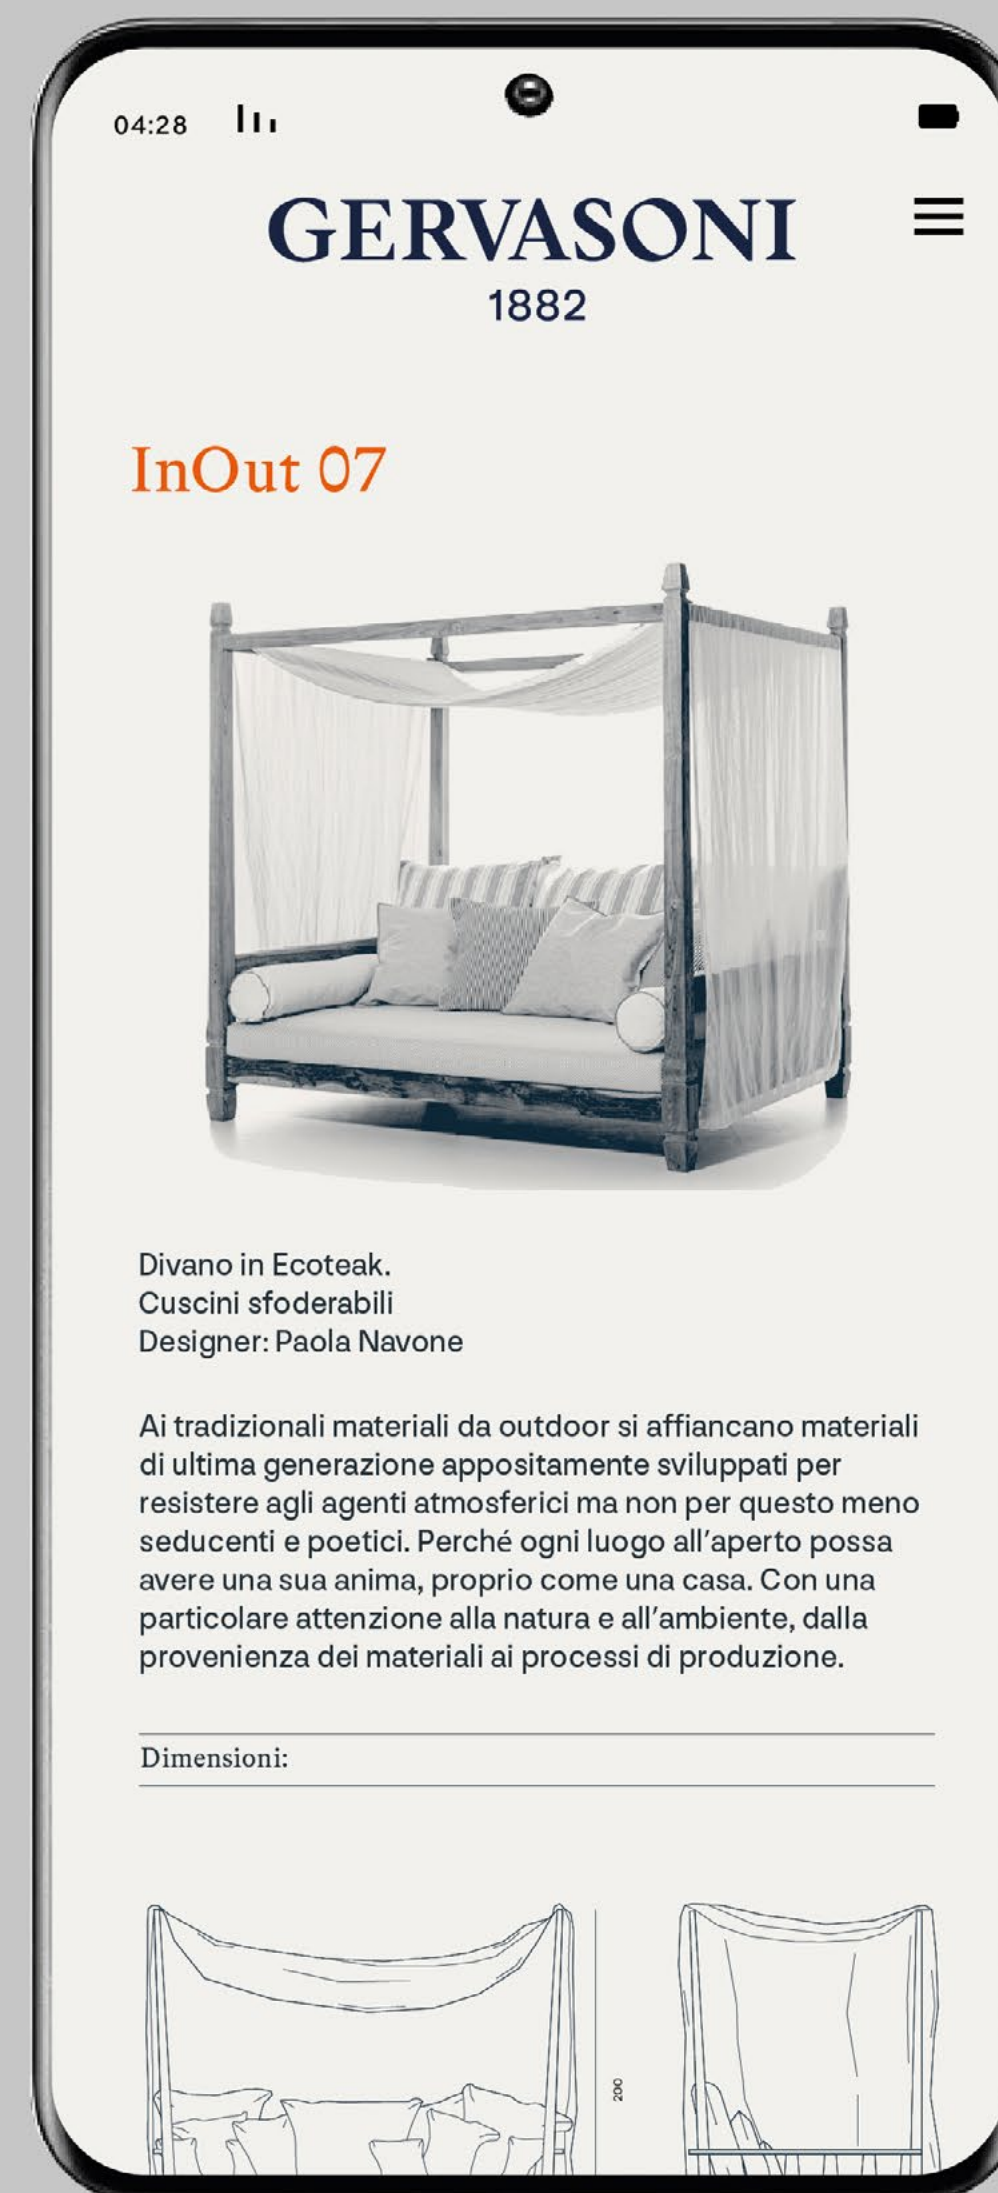 04:28
GERVASONI
1882
InOut 07
Divano in Ecoteak.
Cuscini sfoderabili
Designer: Paola Navone
Ai tradizionali materiali da outdoor si affiancano materiali
di ultima generazione appositamente sviluppati per
resistere agli agenti atmosferici ma non per questo meno
seducenti e poetici. Perché ogni luogo all’aperto possa
avere una sua anima, proprio come una casa. Con una
particolare attenzione alla natura e all’ambiente, dalla
provenienza dei materiali ai processi di produzione.
Dimensioni:
200